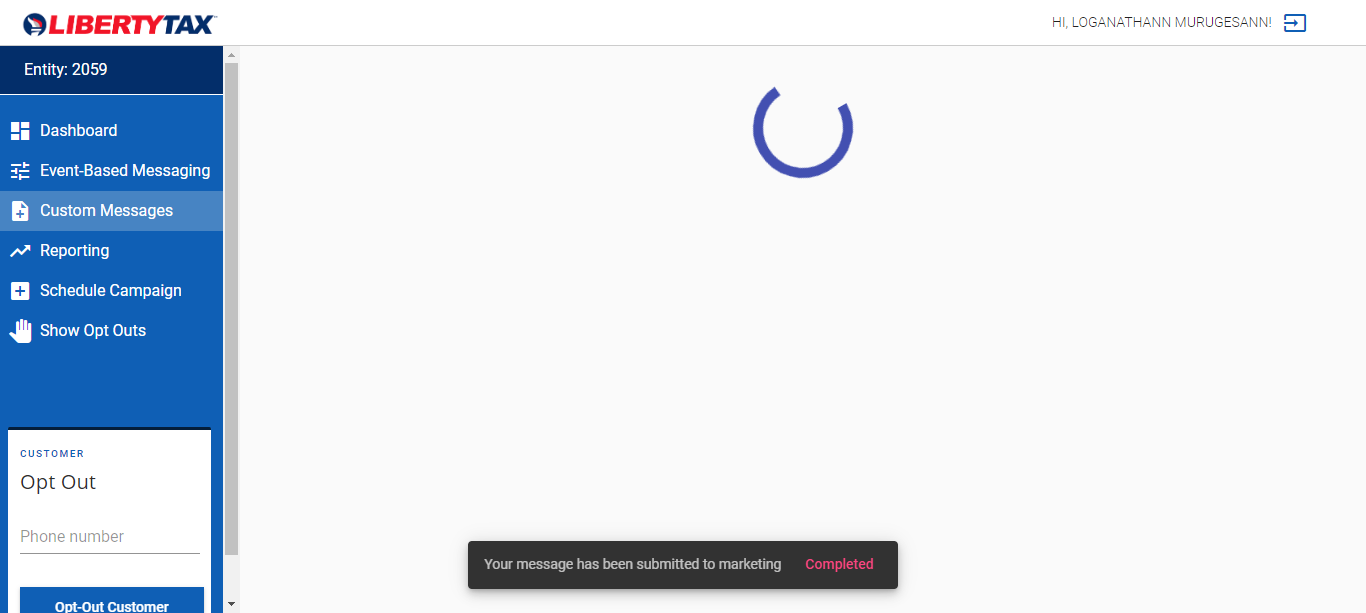 LIBERTYTAX
HI, LOGANATHANN MURUGESANN!
Entity: 2059
Dashboard
Event-Based Messaging
Custom Messages
Reporting
Schedule Campaign
Show Opt Outs
CUSTOMER
Opt Out
Phone number
Opt-Out Customer
Your message has been submitted to marketing Completed